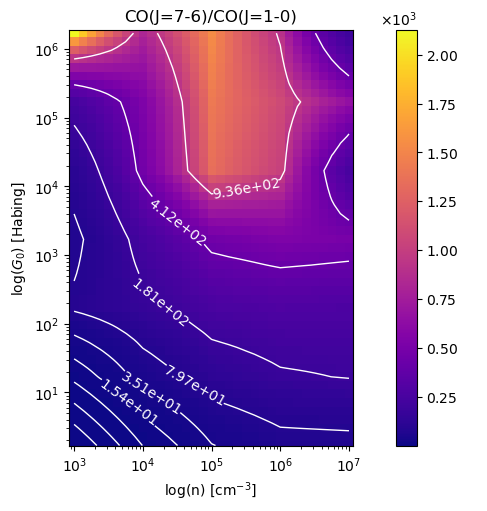 CO(J=7-6)/CO(J=1-0)
×10³
10⁶
10⁵
10⁴
10³
10²
10¹
log(G₀) [Habing]
9.36e+02
4.12e+02
1.81e+02
7.97e+01
3.51e+01
1.54e+01
10³ 10⁴ 10⁵ 10⁶ 10⁷
log(n) [cm⁻³]
2.00
1.75
1.50
1.25
1.00
0.75
0.50
0.25